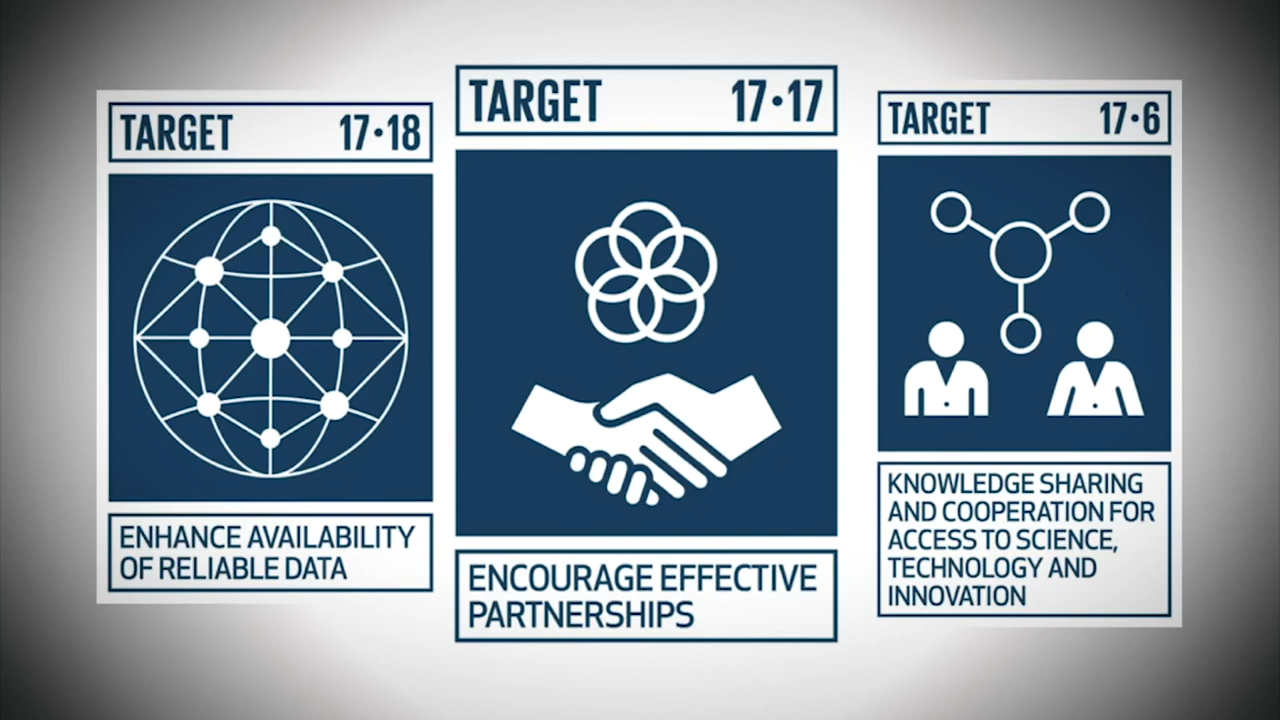 TARGET 17·18
ENHANCE AVAILABILITY
OF RELIABLE DATA
TARGET 17·17
ENCOURAGE EFFECTIVE
PARTNERSHIPS
TARGET 17·6
KNOWLEDGE SHARING
AND COOPERATION FOR
ACCESS TO SCIENCE,
TECHNOLOGY AND
INNOVATION